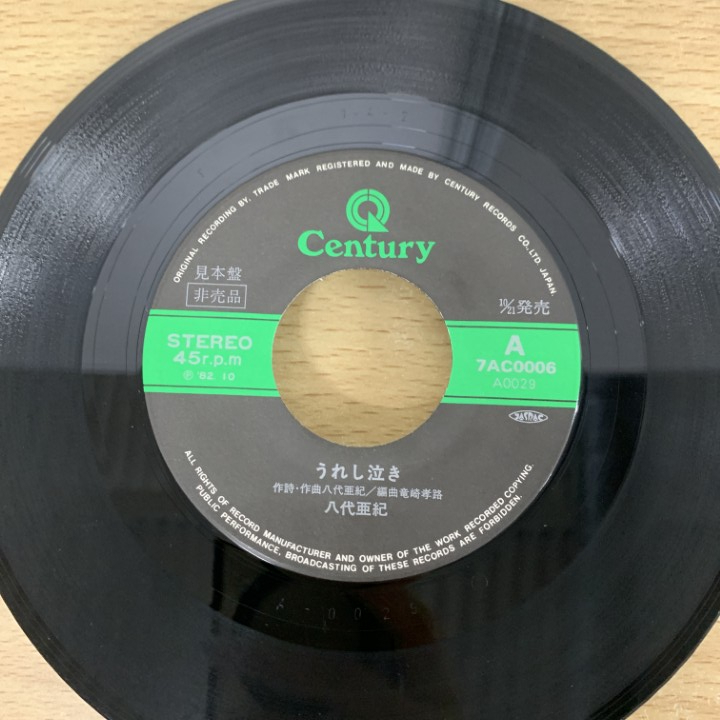 ORIGINAL RECORDING BY, TRADE MARK REGISTERED AND MADE BY CENTURY RECORDS CO., LTD. JAPAN.
Century
見本盤
非売品
10/21発売
STEREO
45r.p.m
Ⓟ '82. 10
A
7AC0006
A0029
JASRAC
うれし泣き
作詩・作曲八代亜紀／編曲竜崎孝路
八代亜紀
ALL RIGHTS OF RECORD MANUFACTURER AND OWNER OF THE WORK RECORDED COPYING,
PUBLIC PERFORMANCE, BROADCASTING OF THESE RECORDS ARE FORBIDDEN.